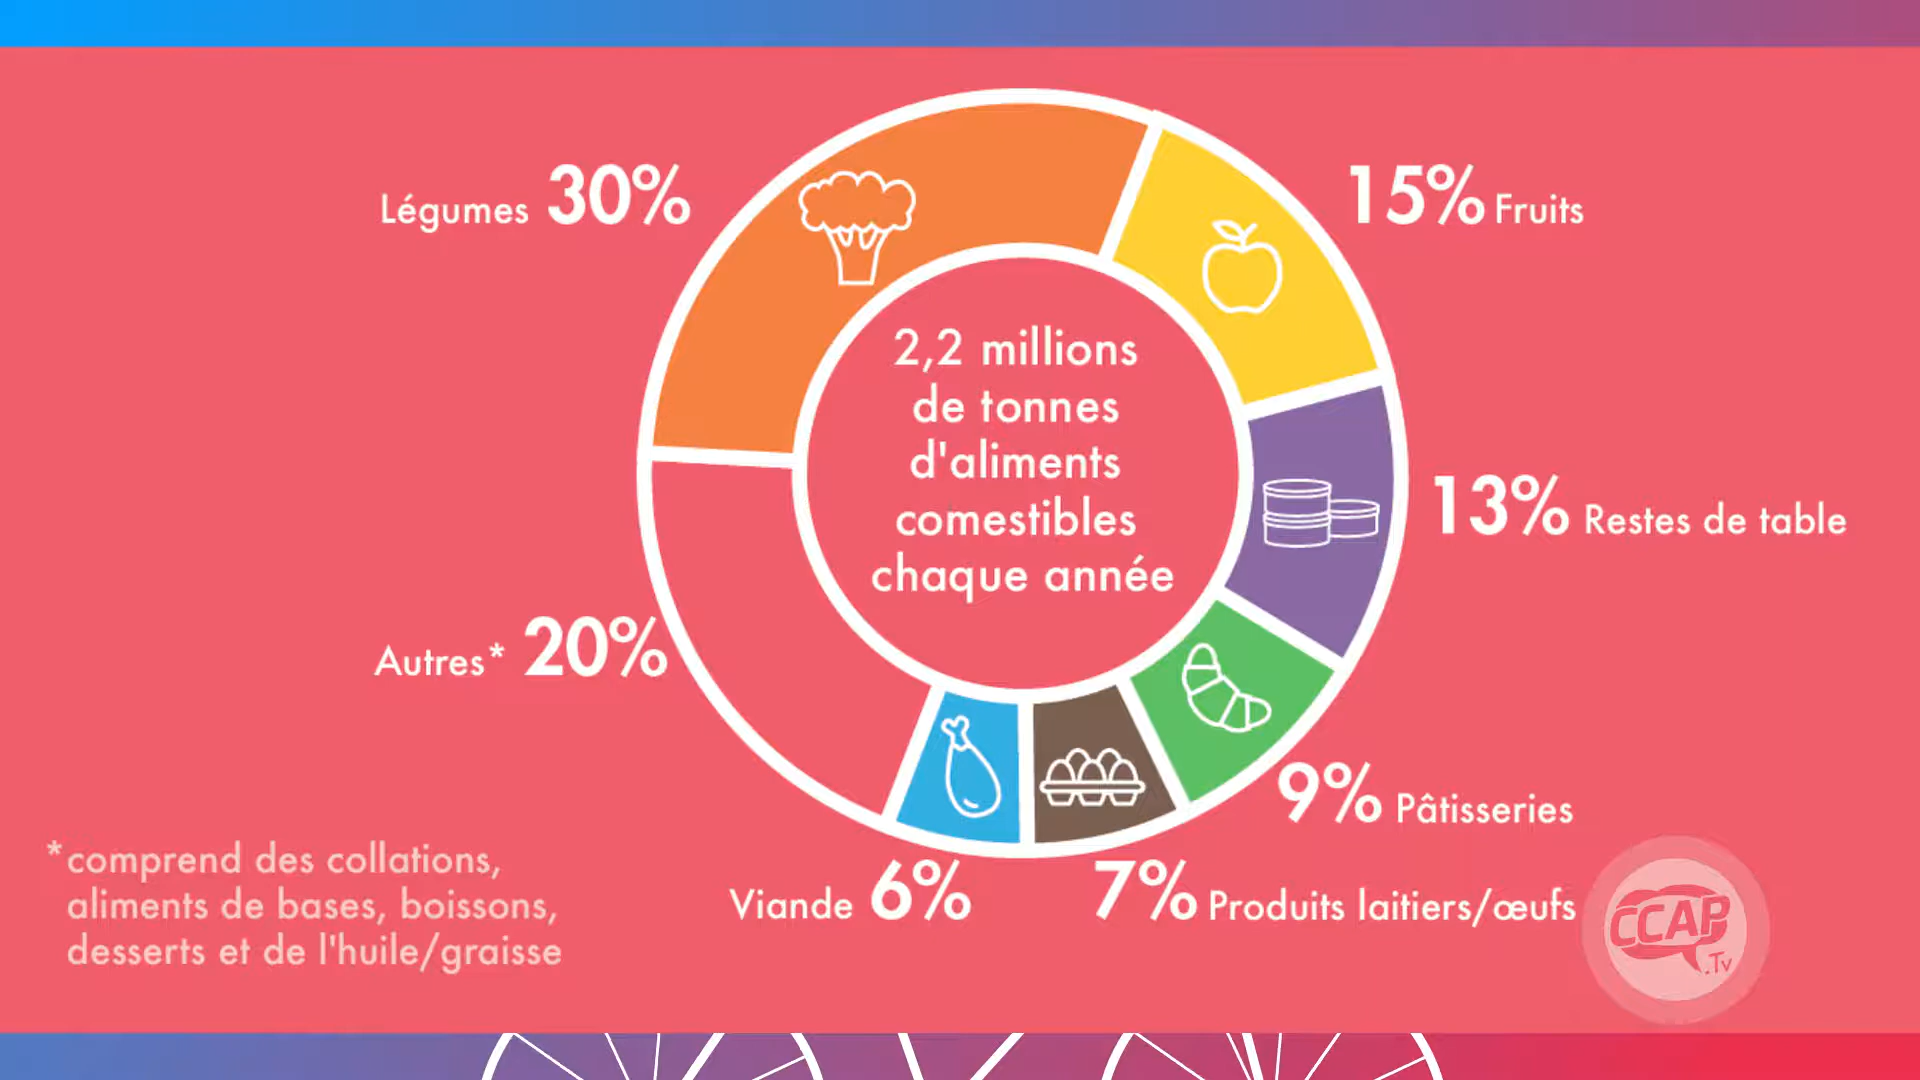 Légumes 30%
15% Fruits
2,2 millions
de tonnes
d'aliments
comestibles
chaque année
13% Restes de table
Autres* 20%
9% Pâtisseries
Viande 6%
7% Produits laitiers/œufs
*comprend des collations,
aliments de bases, boissons,
desserts et de l'huile/graisse
CCAP
.Tv